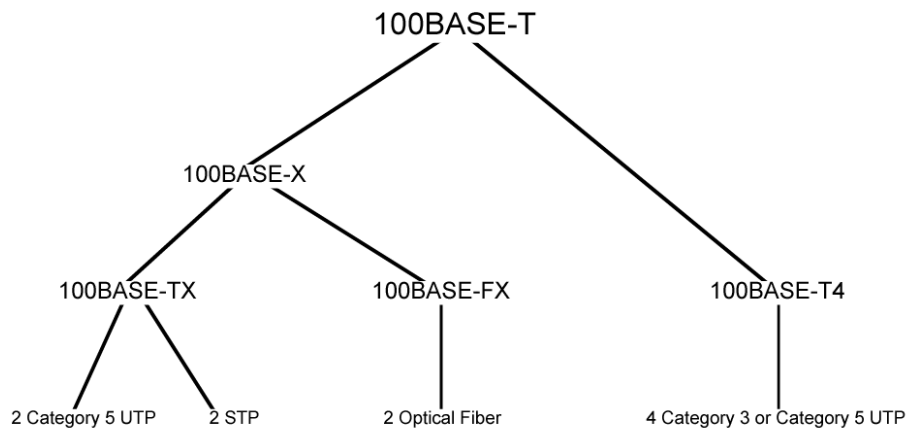 100BASE-T
100BASE-X
100BASE-TX
100BASE-FX
100BASE-T4
2 Category 5 UTP
2 STP
2 Optical Fiber
4 Category 3 or Category 5 UTP